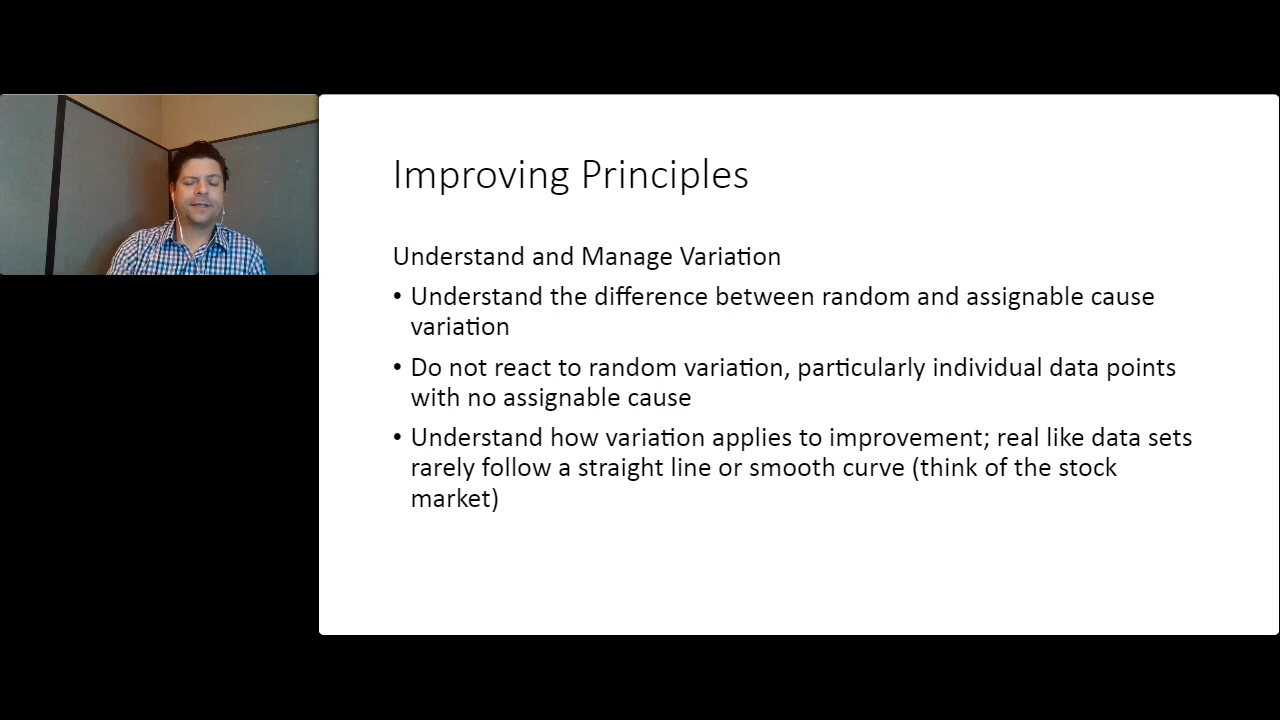 Improving Principles
Understand and Manage Variation
• Understand the difference between random and assignable cause
variation
• Do not react to random variation, particularly individual data points
with no assignable cause
• Understand how variation applies to improvement; real like data sets
rarely follow a straight line or smooth curve (think of the stock
market)